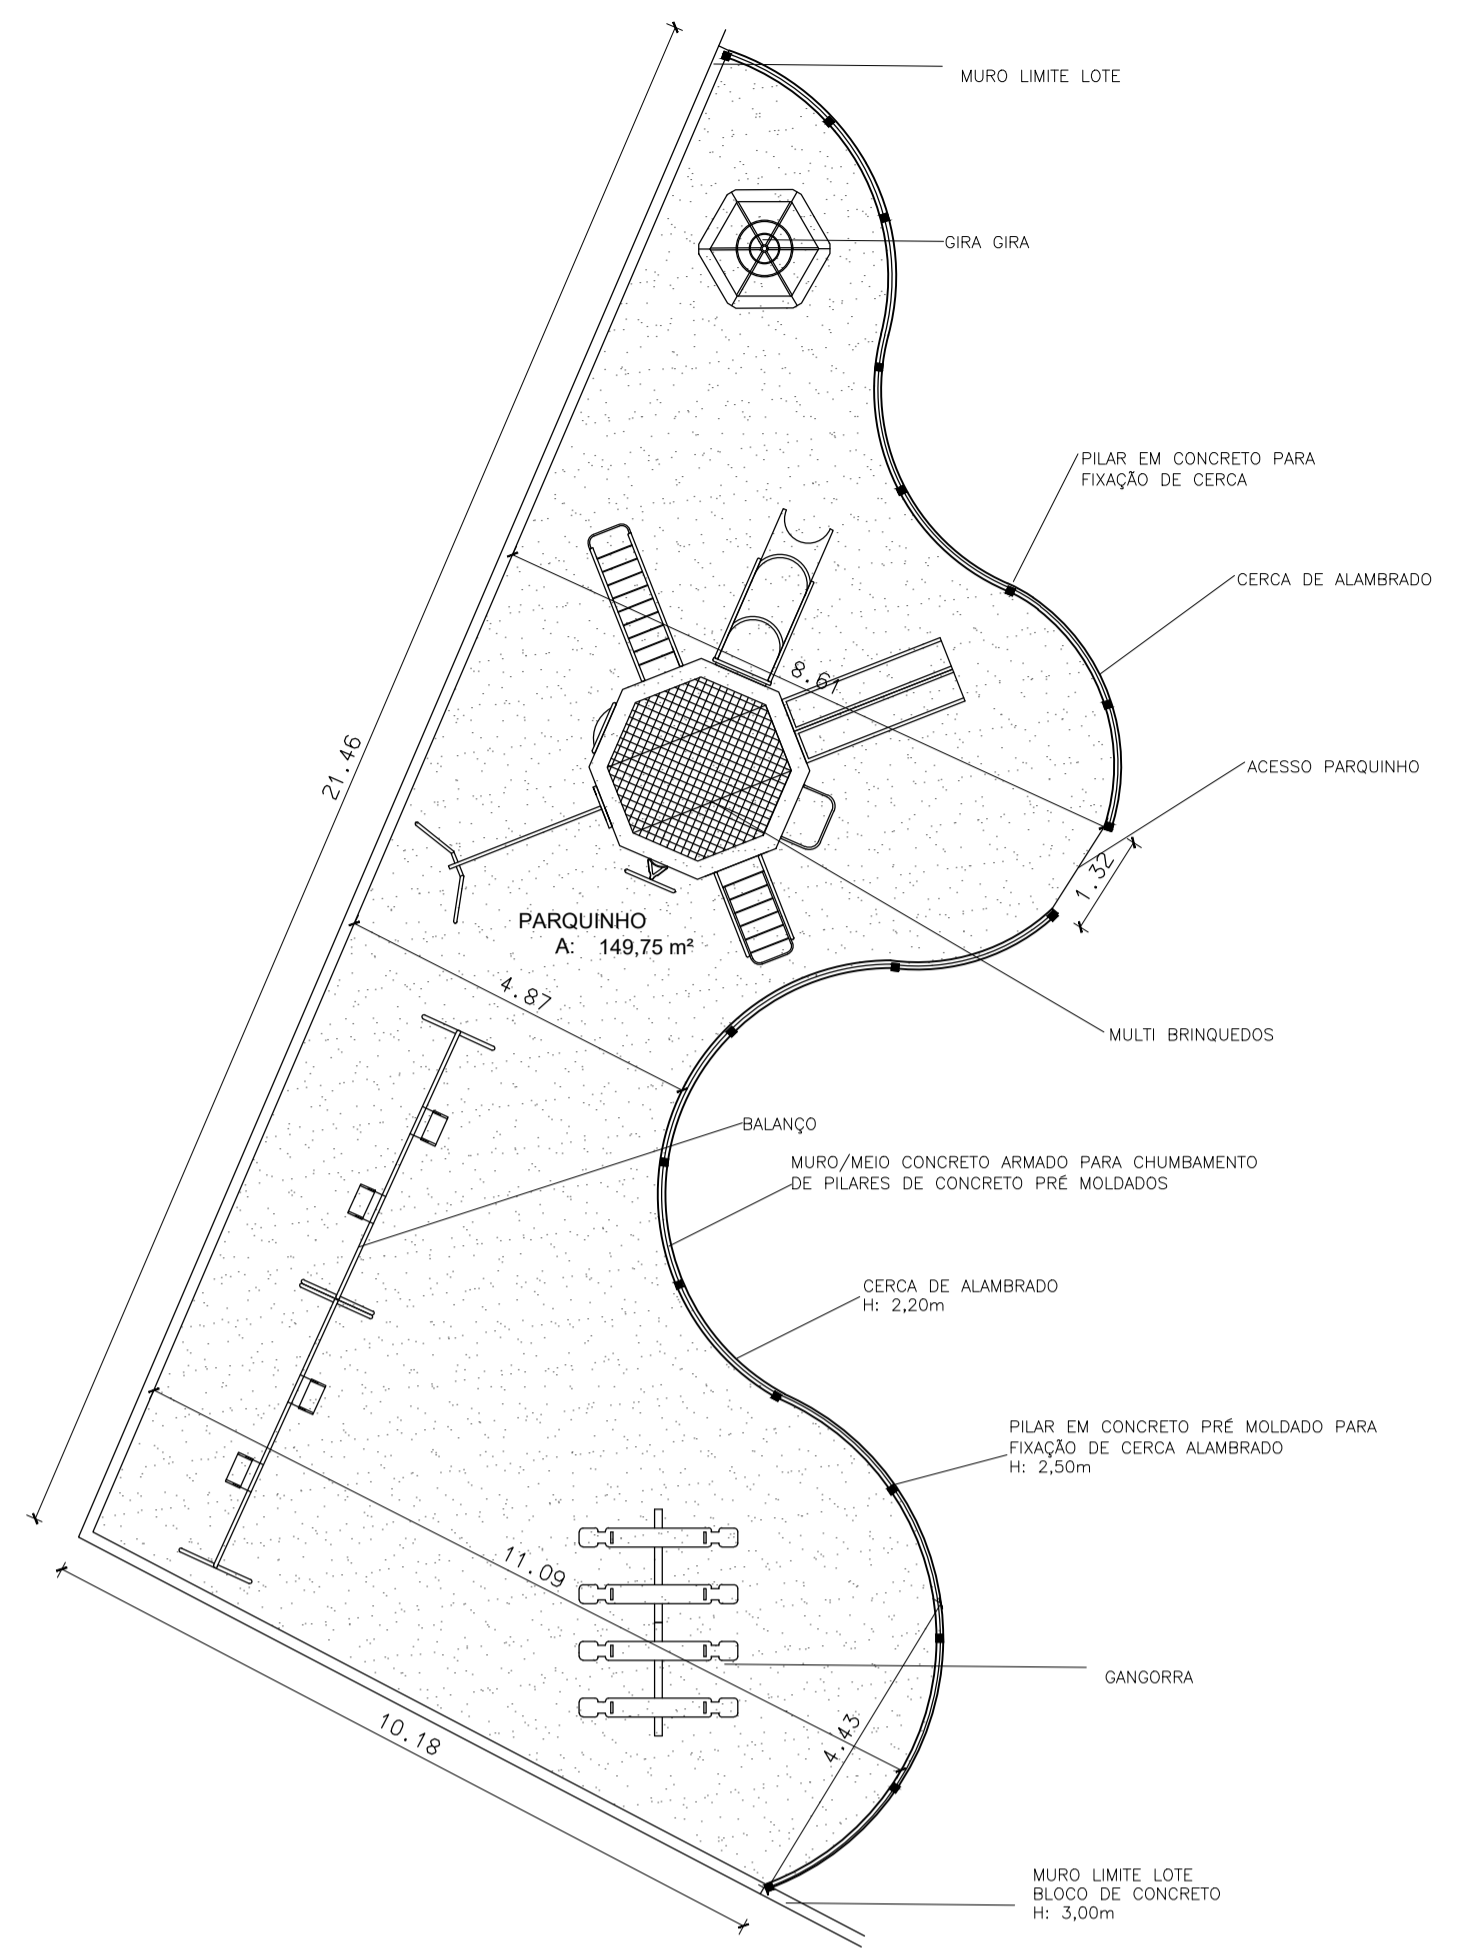 MURO LIMITE LOTE
GIRA GIRA
PILAR EM CONCRETO PARA
FIXAÇÃO DE CERCA
CERCA DE ALAMBRADO
8.61
21.46
ACESSO PARQUINHO
1.32
PARQUINHO
A: 149,75 m²
4.87
MULTI BRINQUEDOS
BALANÇO
MURO/MEIO CONCRETO ARMADO PARA CHUMBAMENTO
DE PILARES DE CONCRETO PRÉ MOLDADOS
CERCA DE ALAMBRADO
H: 2,20m
PILAR EM CONCRETO PRÉ MOLDADO PARA
FIXAÇÃO DE CERCA ALAMBRADO
H: 2,50m
11.09
GANGORRA
10.18
4.43
MURO LIMITE LOTE
BLOCO DE CONCRETO
H: 3,00m